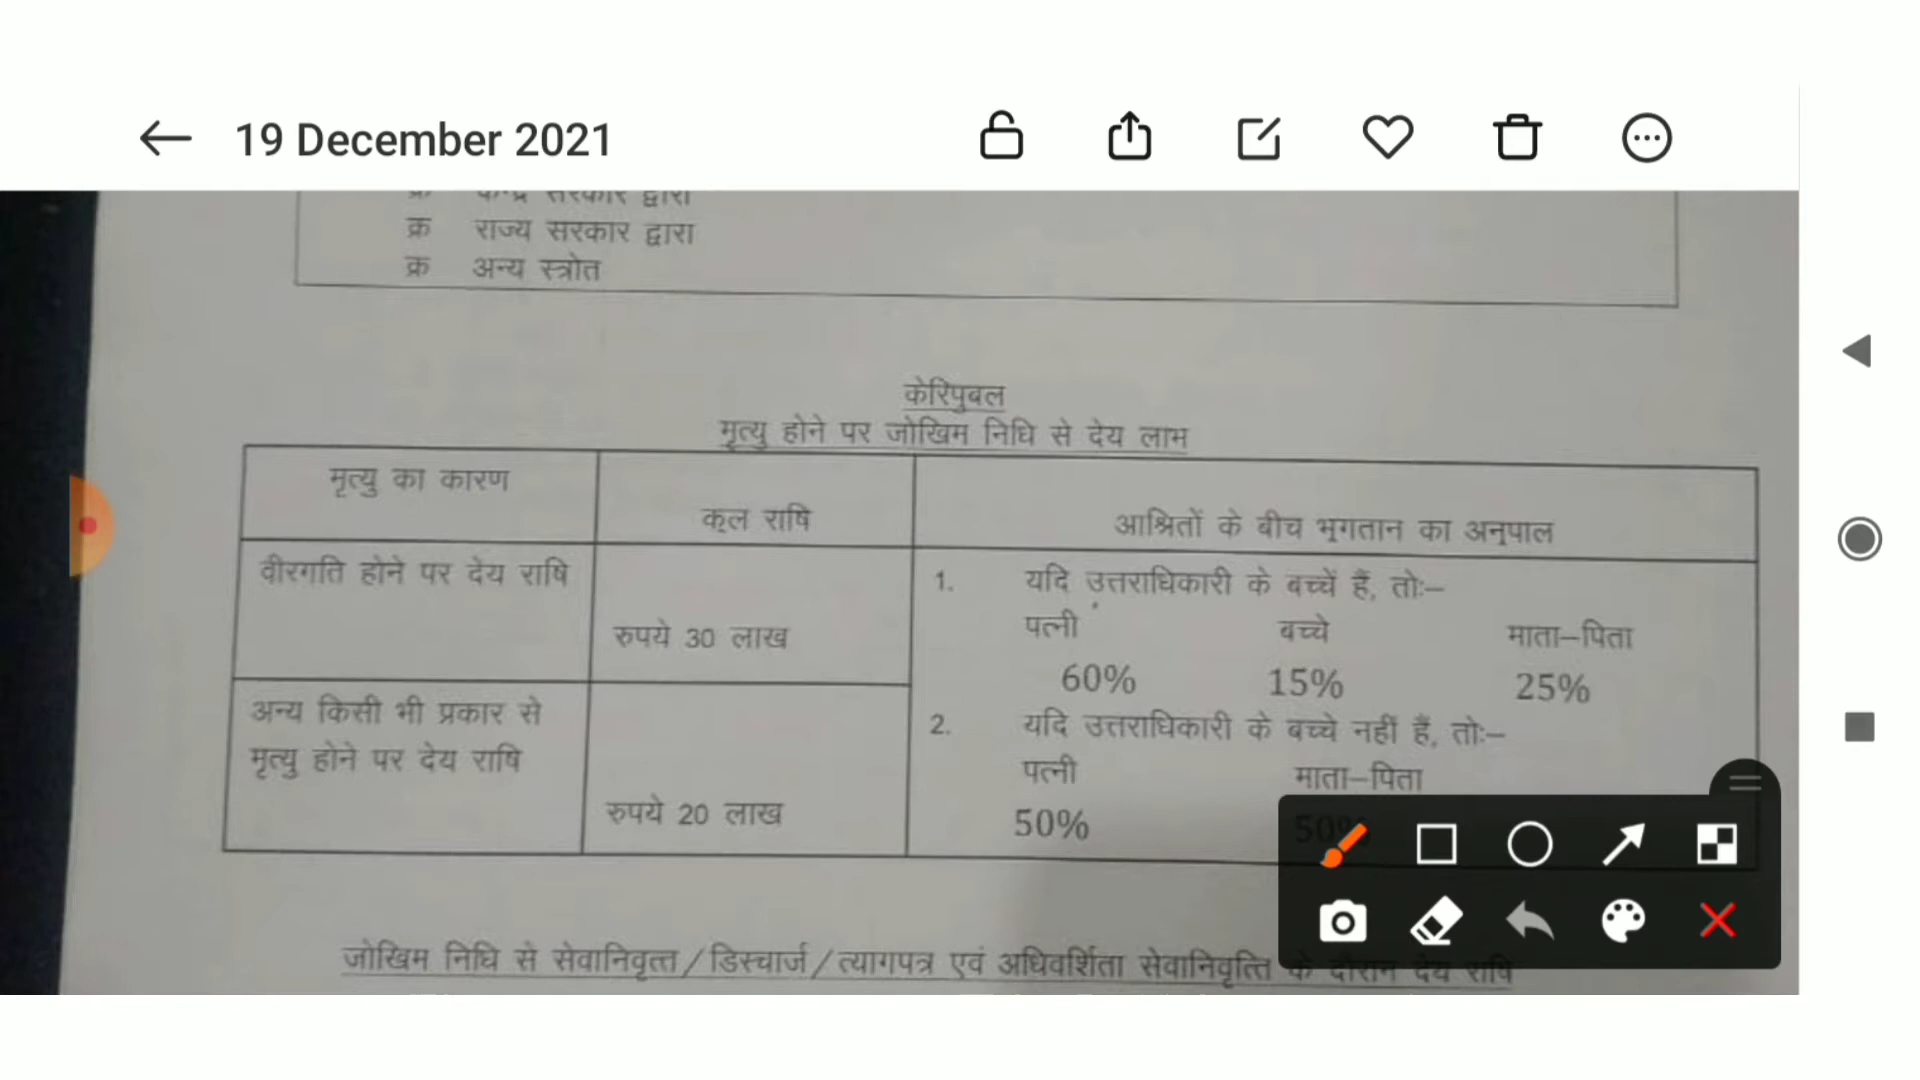 19 December 2021
क्र केन्द्र सरकार द्वारा
क्र राज्य सरकार द्वारा
क्र अन्य स्त्रोत
केरिपुबल
मृत्यु होने पर जोखिम निधि से देय लाभ
मृत्यु का कारण
कुल राषि
आश्रितों के बीच भुगतान का अनुपाल
वीरगति होने पर देय राषि
रुपये 30 लाख
1. यदि उत्तराधिकारी के बच्चें हैं, तोः–
पत्नी बच्चे माता–पिता
60% 15% 25%
अन्य किसी भी प्रकार से
मृत्यु होने पर देय राषि
रुपये 20 लाख
2. यदि उत्तराधिकारी के बच्चे नहीं हैं, तोः–
पत्नी माता–पिता
50% 50%
जोखिम निधि से सेवानिवृत्त/डिस्चार्ज/त्यागपत्र एवं अधिवर्शिता सेवानिवृत्ति के दौरान देय राषि